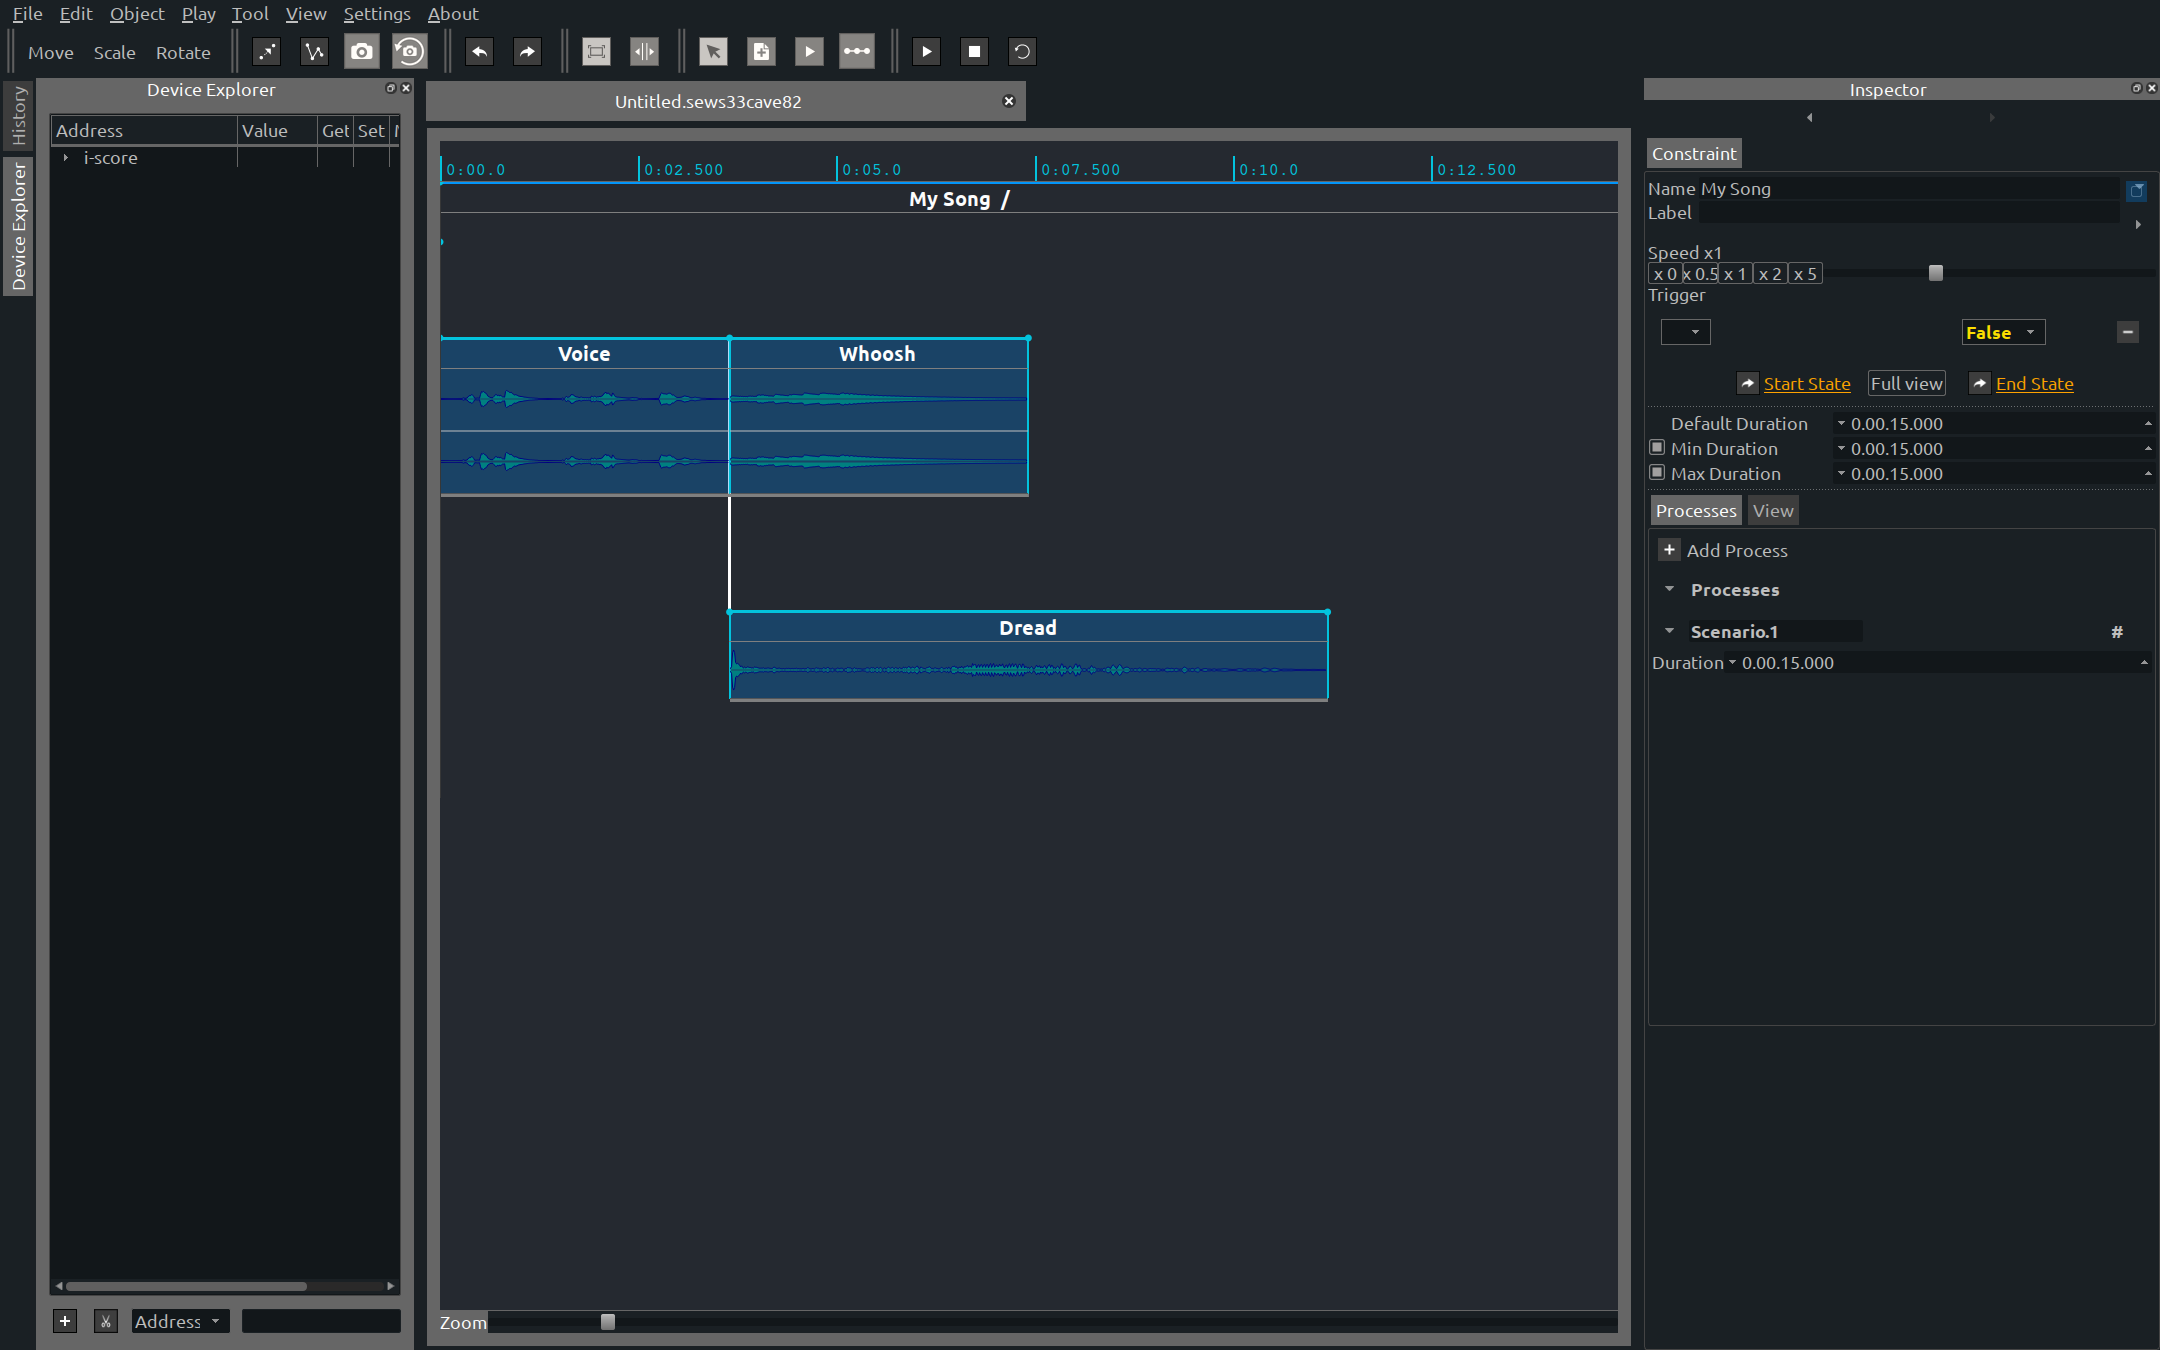 File Edit Object Play Tool View Settings About
Move Scale Rotate
History
Device Explorer
Device Explorer
Address Value Get Set
i-score
Address
Untitled.sews33cave82
0:00.0 0:02.500 0:05.0 0:07.500 0:10.0 0:12.500
My Song /
Voice Whoosh
Dread
Zoom
Inspector
Constraint
Name My Song
Label
Speed x1
x 0 x 0.5 x 1 x 2 x 5
Trigger
False
Start State Full view End State
Default Duration 0.00.15.000
Min Duration 0.00.15.000
Max Duration 0.00.15.000
Processes View
Add Process
Processes
Scenario.1 #
Duration 0.00.15.000